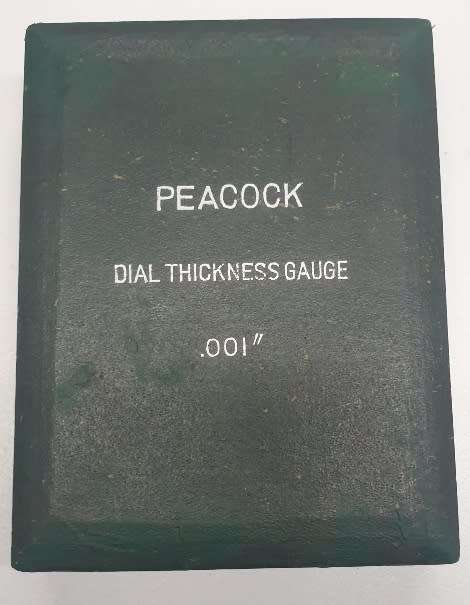 PEACOCK
DIAL THICKNESS GAUGE
.001"